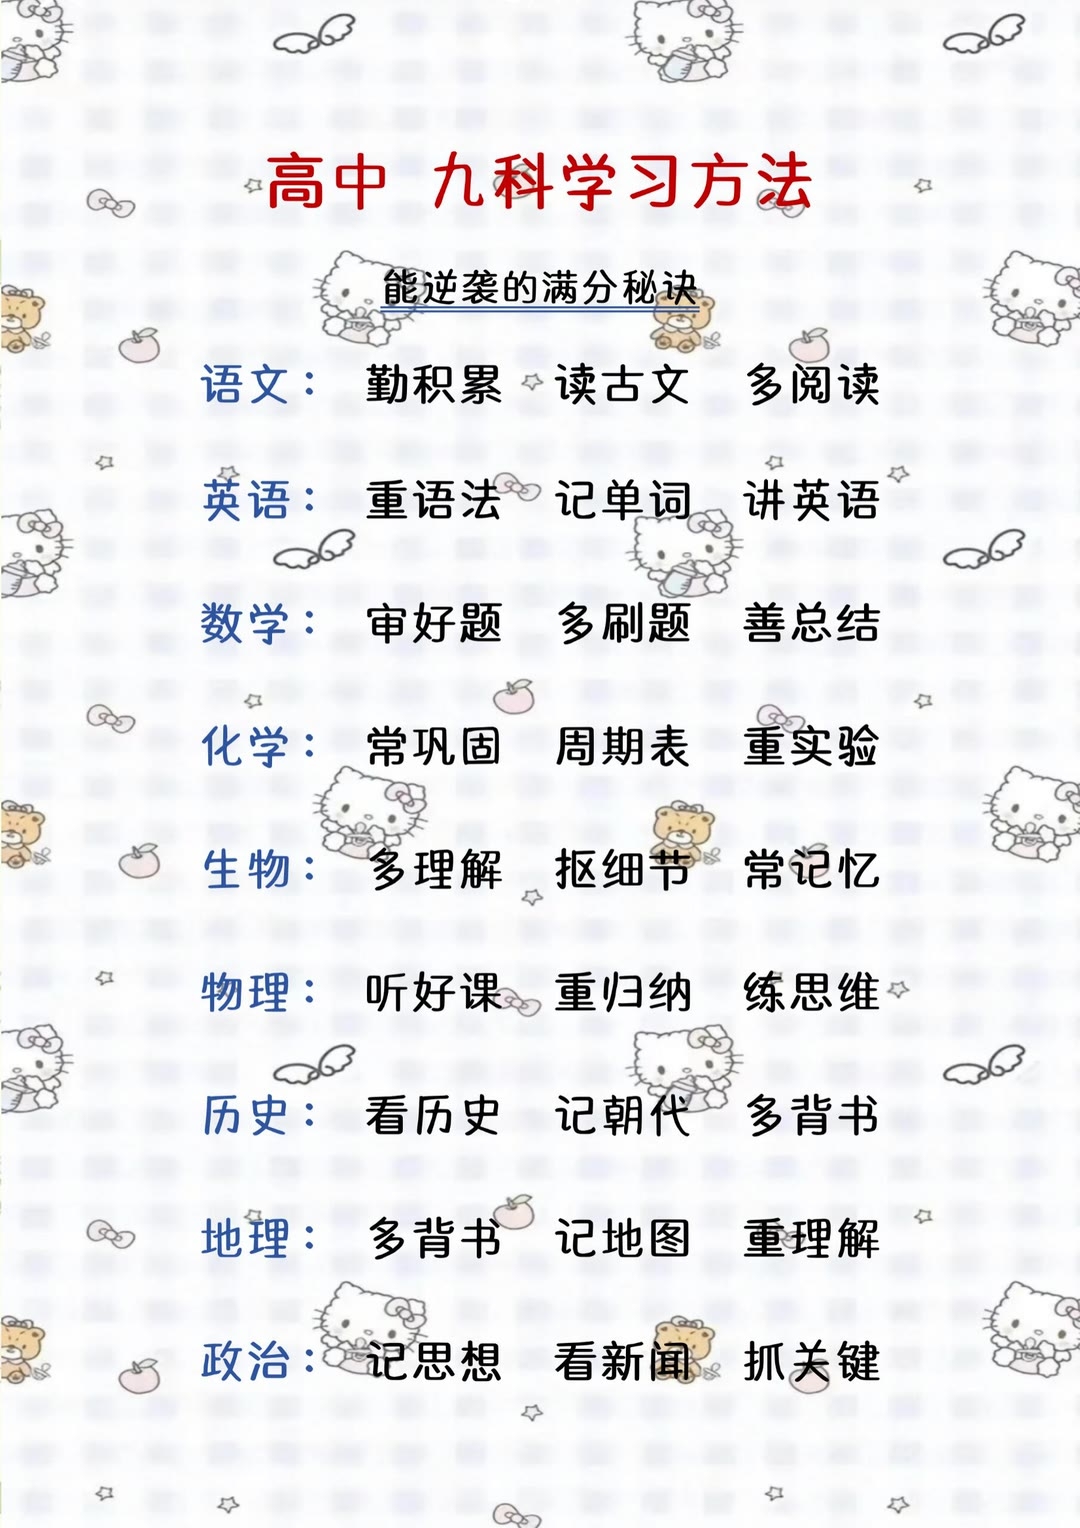 高中 九科学习方法
能逆袭的满分秘诀
语文： 勤积累 读古文 多阅读
英语： 重语法 记单词 讲英语
数学： 审好题 多刷题 善总结
化学： 常巩固 周期表 重实验
生物： 多理解 抠细节 常记忆
物理： 听好课 重归纳 练思维
历史： 看历史 记朝代 多背书
地理： 多背书 记地图 重理解
政治： 记思想 看新闻 抓关键